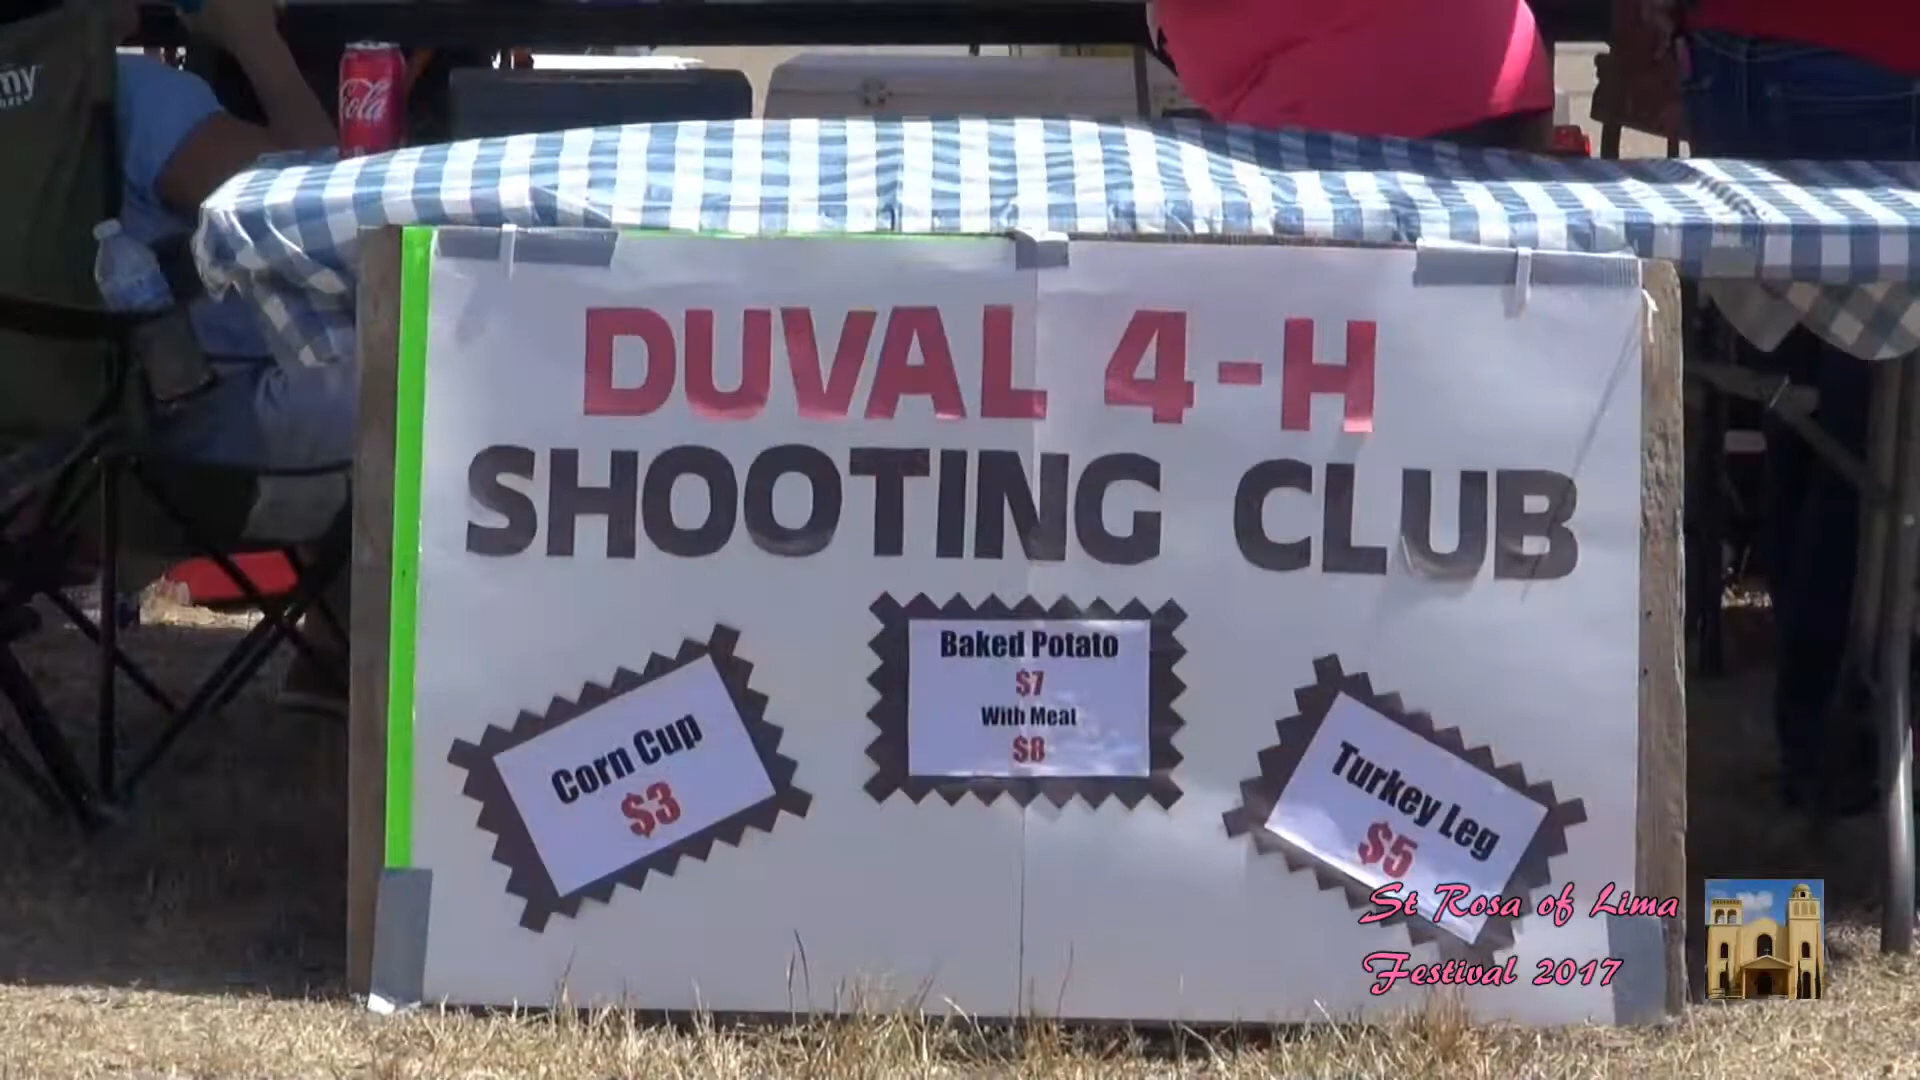 my
Cola
DUVAL 4-H
SHOOTING CLUB
Baked Potato
$7
With Meat
$8
Corn Cup
$3
Turkey Leg
$5
St Rosa of Lima
Festival 2017